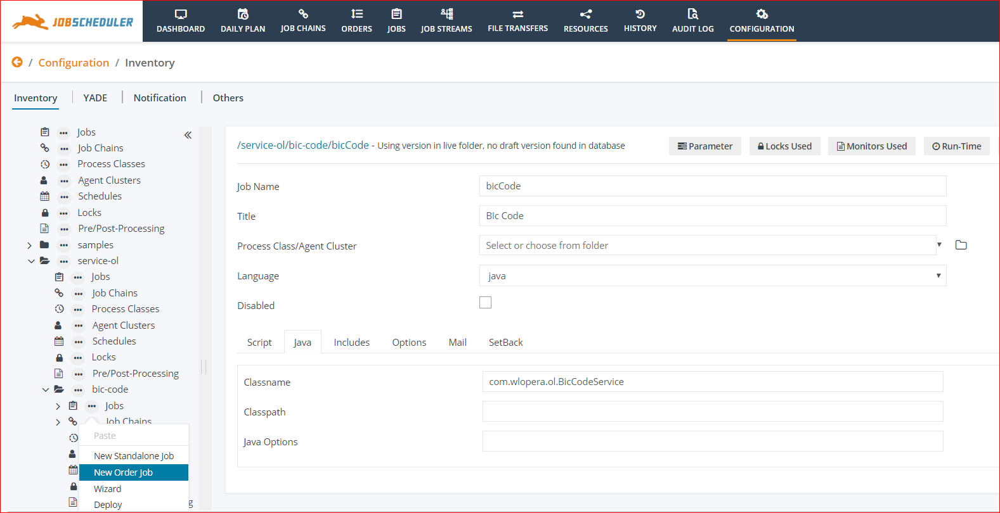 JOBSCHEDULER
DASHBOARD
DAILY PLAN
JOB CHAINS
ORDERS
JOBS
JOB STREAMS
FILE TRANSFERS
RESOURCES
HISTORY
AUDIT LOG
CONFIGURATION
/ Configuration / Inventory
Inventory
YADE
Notification
Others
Jobs
Job Chains
Process Classes
Agent Clusters
Schedules
Locks
Pre/Post-Processing
samples
service-ol
Jobs
Job Chains
Process Classes
Agent Clusters
Schedules
Locks
Pre/Post-Processing
bic-code
Jobs
Job Chains
Paste
New Standalone Job
New Order Job
Wizard
Deploy
g
/service-ol/bic-code/bicCode - Using version in live folder, no draft version found in database
Parameter
Locks Used
Monitors Used
Run-Time
Job Name
bicCode
Title
BIc Code
Process Class/Agent Cluster
Select or choose from folder
Language
java
Disabled
Script
Java
Includes
Options
Mail
SetBack
Classname
com.wlopera.ol.BicCodeService
Classpath
Java Options